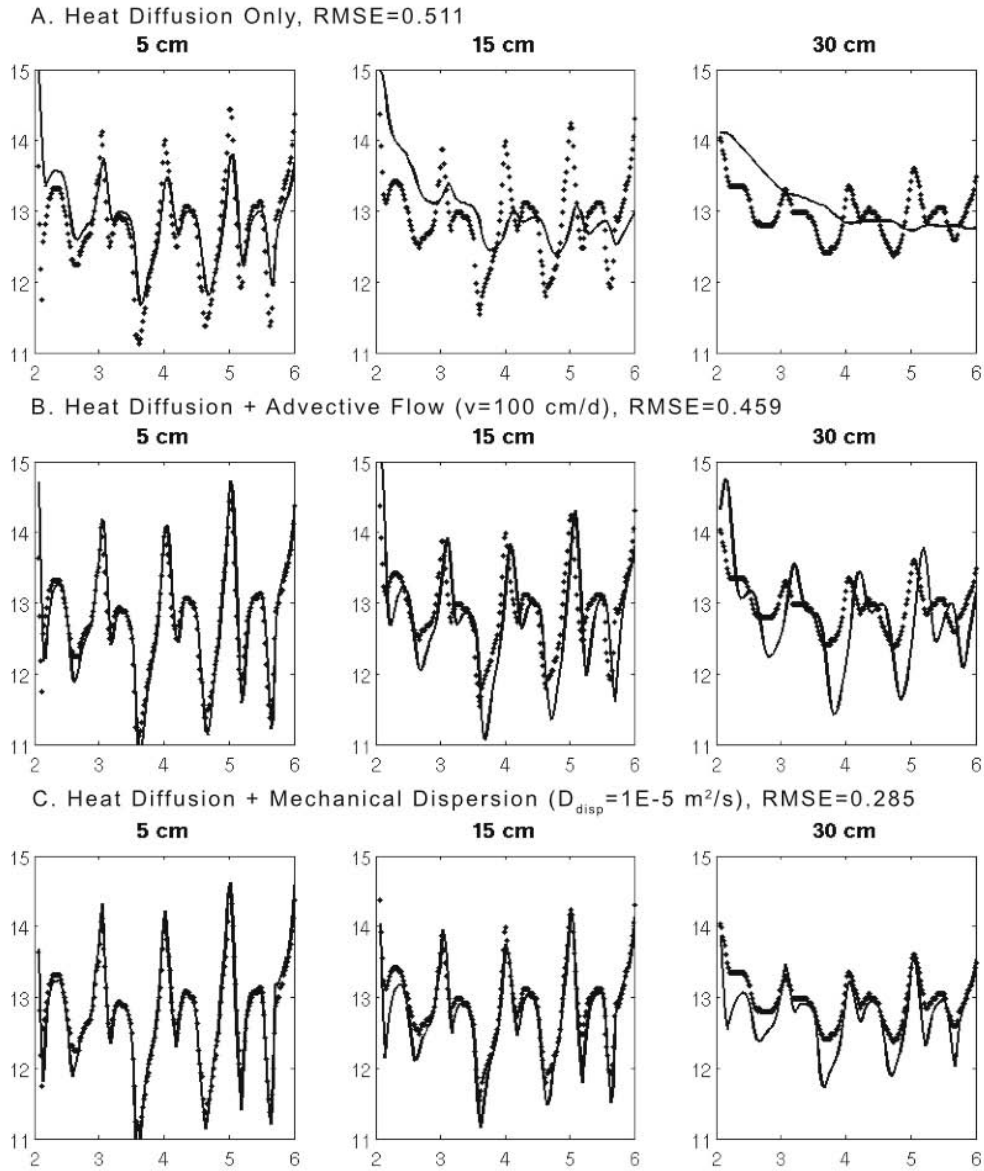 A. Heat Diffusion Only, RMSE=0.511
5 cm 15 cm 30 cm
15 15 15
14 14 14
13 13 13
12 12 12
11 11 11
2 3 4 5 6 2 3 4 5 6 2 3 4 5 6
B. Heat Diffusion + Advective Flow (v=100 cm/d), RMSE=0.459
5 cm 15 cm 30 cm
15 15 15
14 14 14
13 13 13
12 12 12
11 11 11
2 3 4 5 6 2 3 4 5 6 2 3 4 5 6
C. Heat Diffusion + Mechanical Dispersion (D_disp=1E-5 m²/s), RMSE=0.285
5 cm 15 cm 30 cm
15 15 15
14 14 14
13 13 13
12 12 12
11 11 11
2 3 4 5 6 2 3 4 5 6 2 3 4 5 6